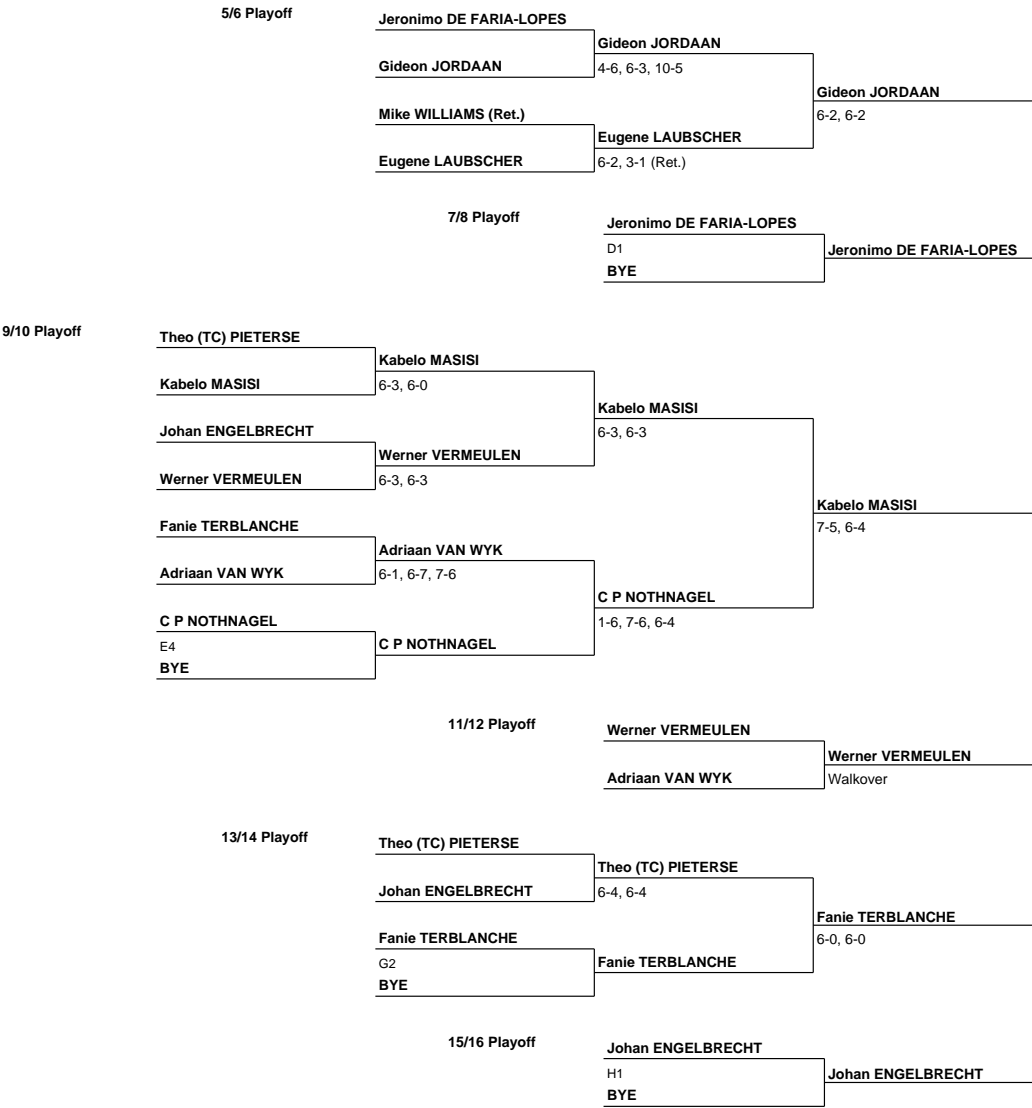 5/6 Playoff
Jeronimo DE FARIA-LOPES
Gideon JORDAAN
Gideon JORDAAN
4-6, 6-3, 10-5
Gideon JORDAAN
6-2, 6-2
Mike WILLIAMS (Ret.)
Eugene LAUBSCHER
Eugene LAUBSCHER
6-2, 3-1 (Ret.)
7/8 Playoff
Jeronimo DE FARIA-LOPES
D1
Jeronimo DE FARIA-LOPES
BYE
9/10 Playoff
Theo (TC) PIETERSE
Kabelo MASISI
Kabelo MASISI
6-3, 6-0
Kabelo MASISI
6-3, 6-3
Johan ENGELBRECHT
Werner VERMEULEN
Werner VERMEULEN
6-3, 6-3
Kabelo MASISI
7-5, 6-4
Fanie TERBLANCHE
Adriaan VAN WYK
Adriaan VAN WYK
6-1, 6-7, 7-6
C P NOTHNAGEL
1-6, 7-6, 6-4
C P NOTHNAGEL
E4
C P NOTHNAGEL
BYE
11/12 Playoff
Werner VERMEULEN
Werner VERMEULEN
Adriaan VAN WYK
Walkover
13/14 Playoff
Theo (TC) PIETERSE
Theo (TC) PIETERSE
Johan ENGELBRECHT
6-4, 6-4
Fanie TERBLANCHE
6-0, 6-0
Fanie TERBLANCHE
G2
Fanie TERBLANCHE
BYE
15/16 Playoff
Johan ENGELBRECHT
H1
Johan ENGELBRECHT
BYE